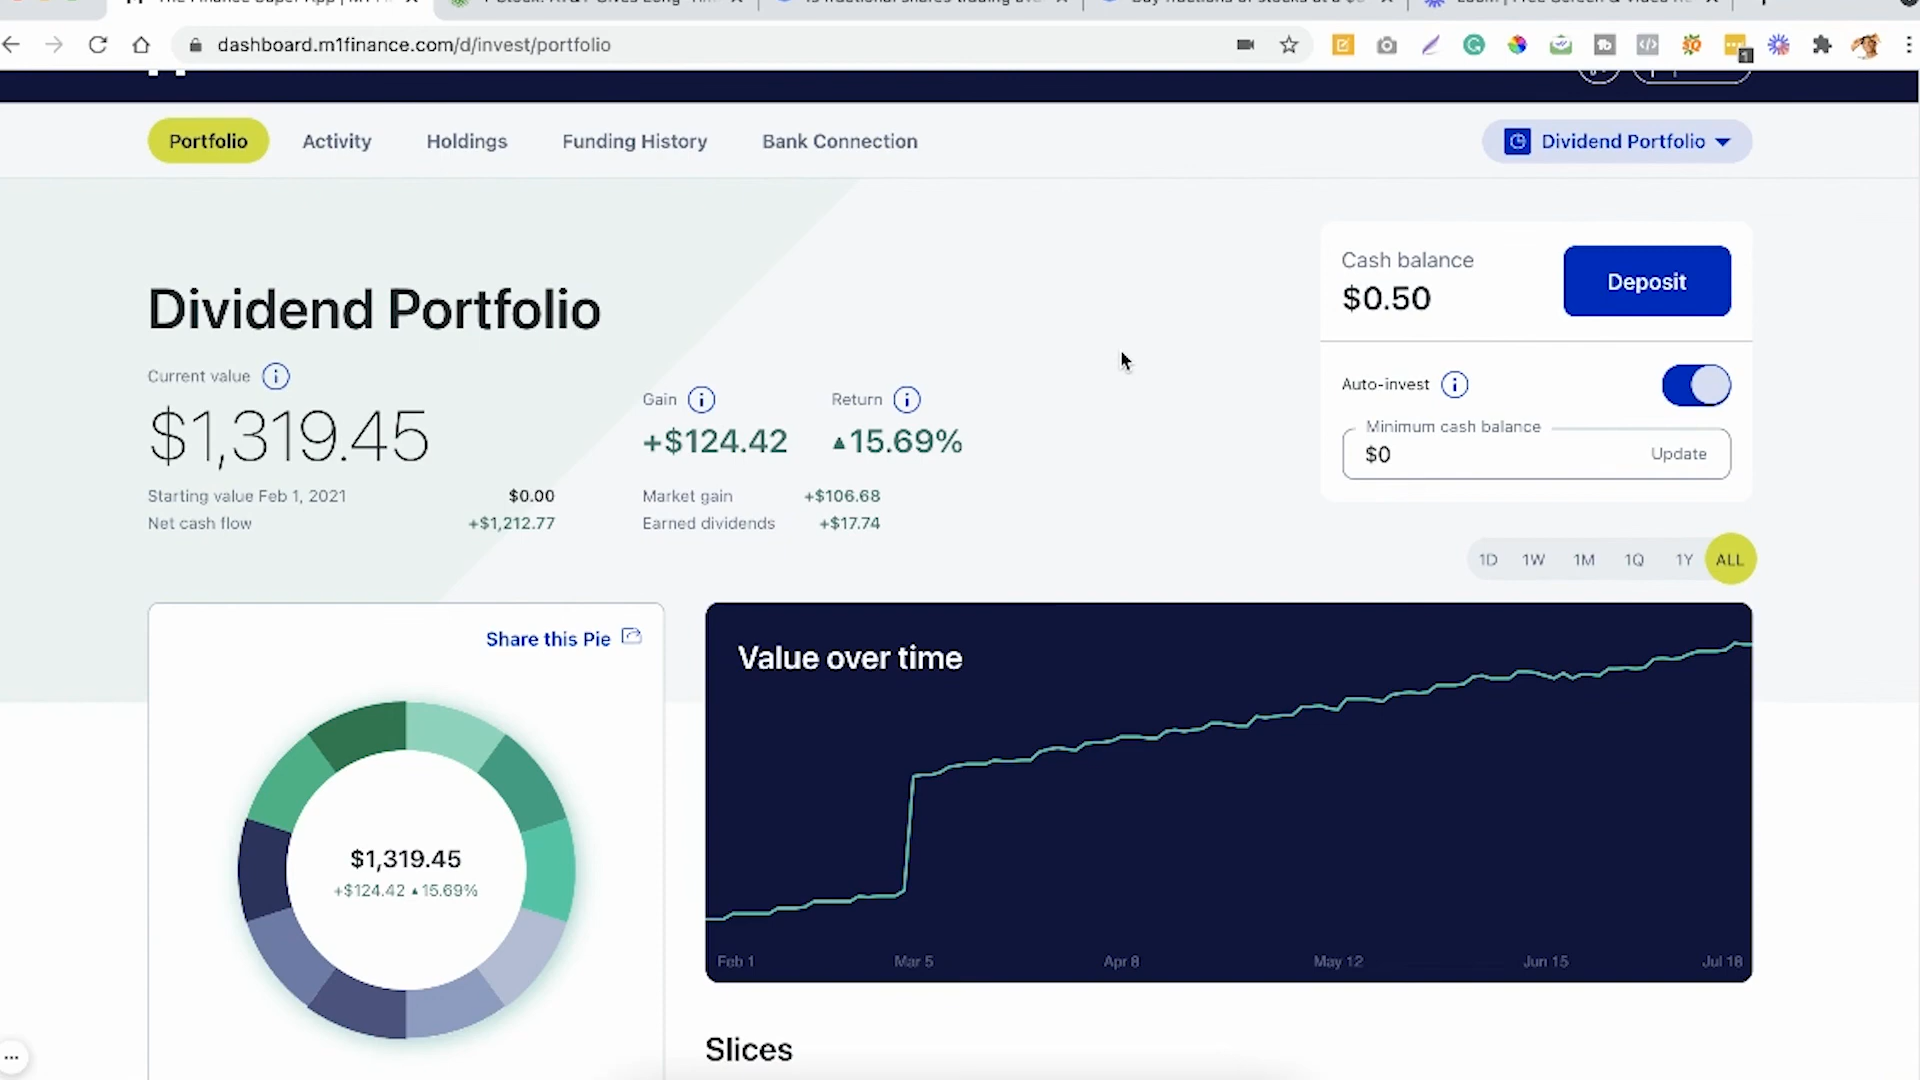 dashboard.m1finance.com/d/invest/portfolio
1
Portfolio Activity Holdings Funding History Bank Connection Dividend Portfolio
Cash balance
$0.50
Deposit
Dividend Portfolio
Current value
$1,319.45
Gain Return
+$124.42 ▲15.69%
Auto-invest
Minimum cash balance
$0 Update
Starting value Feb 1, 2021 $0.00
Net cash flow +$1,212.77
Market gain +$106.68
Earned dividends +$17.74
1D 1W 1M 1Q 1Y ALL
Share this Pie
$1,319.45
+$124.42 ▲15.69%
Value over time
Feb 1 Mar 5 Apr 8 May 12 Jun 15 Jul 18
Slices